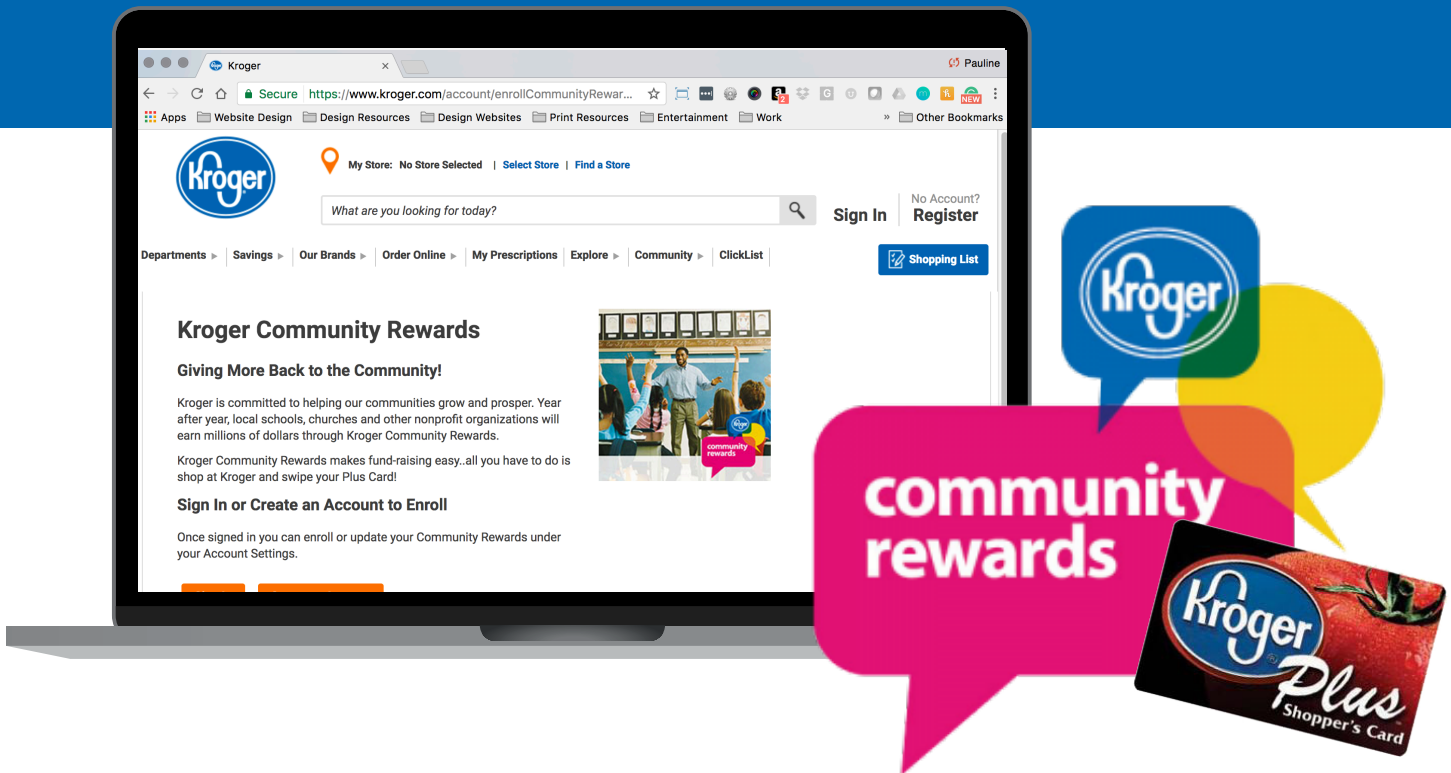 Kroger
Pauline
Secure https://www.kroger.com/account/enrollCommunityRewar...
2
G
NEW
Apps Website Design Design Resources Design Websites Print Resources Entertainment Work » Other Bookmarks
Kroger
My Store: No Store Selected | Select Store | Find a Store
What are you looking for today?
Sign In
No Account?
Register
Departments Savings Our Brands Order Online My Prescriptions Explore Community ClickList
Shopping List
Kroger Community Rewards
Giving More Back to the Community!
Kroger is committed to helping our communities grow and prosper. Year
after year, local schools, churches and other nonprofit organizations will
earn millions of dollars through Kroger Community Rewards.
Kroger Community Rewards makes fund-raising easy..all you have to do is
shop at Kroger and swipe your Plus Card!
Sign In or Create an Account to Enroll
Once signed in you can enroll or update your Community Rewards under
your Account Settings.
Kroger
community
rewards
Kroger
community
rewards
Kroger
Plus
Shopper's Card